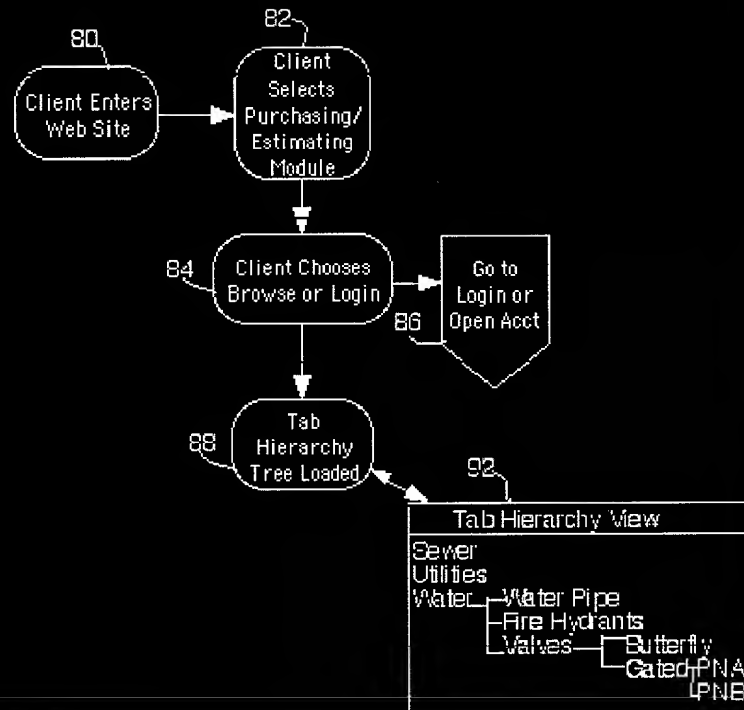 80
Client Enters
Web Site
82
Client
Selects
Purchasing/
Estimating
Module
84
Client Chooses
Browse or Login
86
Go to
Login or
Open Acct
88
Tab
Hierarchy
Tree Loaded
92
Tab Hierarchy View
Sewer
Utilities
Water Water Pipe
Fire Hydrants
Valves Butterfly
Gated PNA
PNB